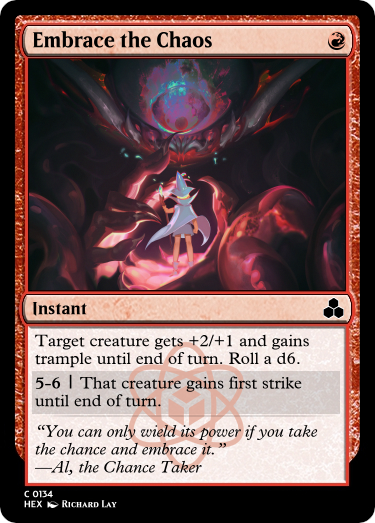 Embrace the Chaos
Instant
Target creature gets +2/+1 and gains
trample until end of turn. Roll a d6.
5-6 | That creature gains first strike
until end of turn.
“You can only wield its power if you take
the chance and embrace it.”
—Al, the Chance Taker
C 0134
HEX Richard Lay